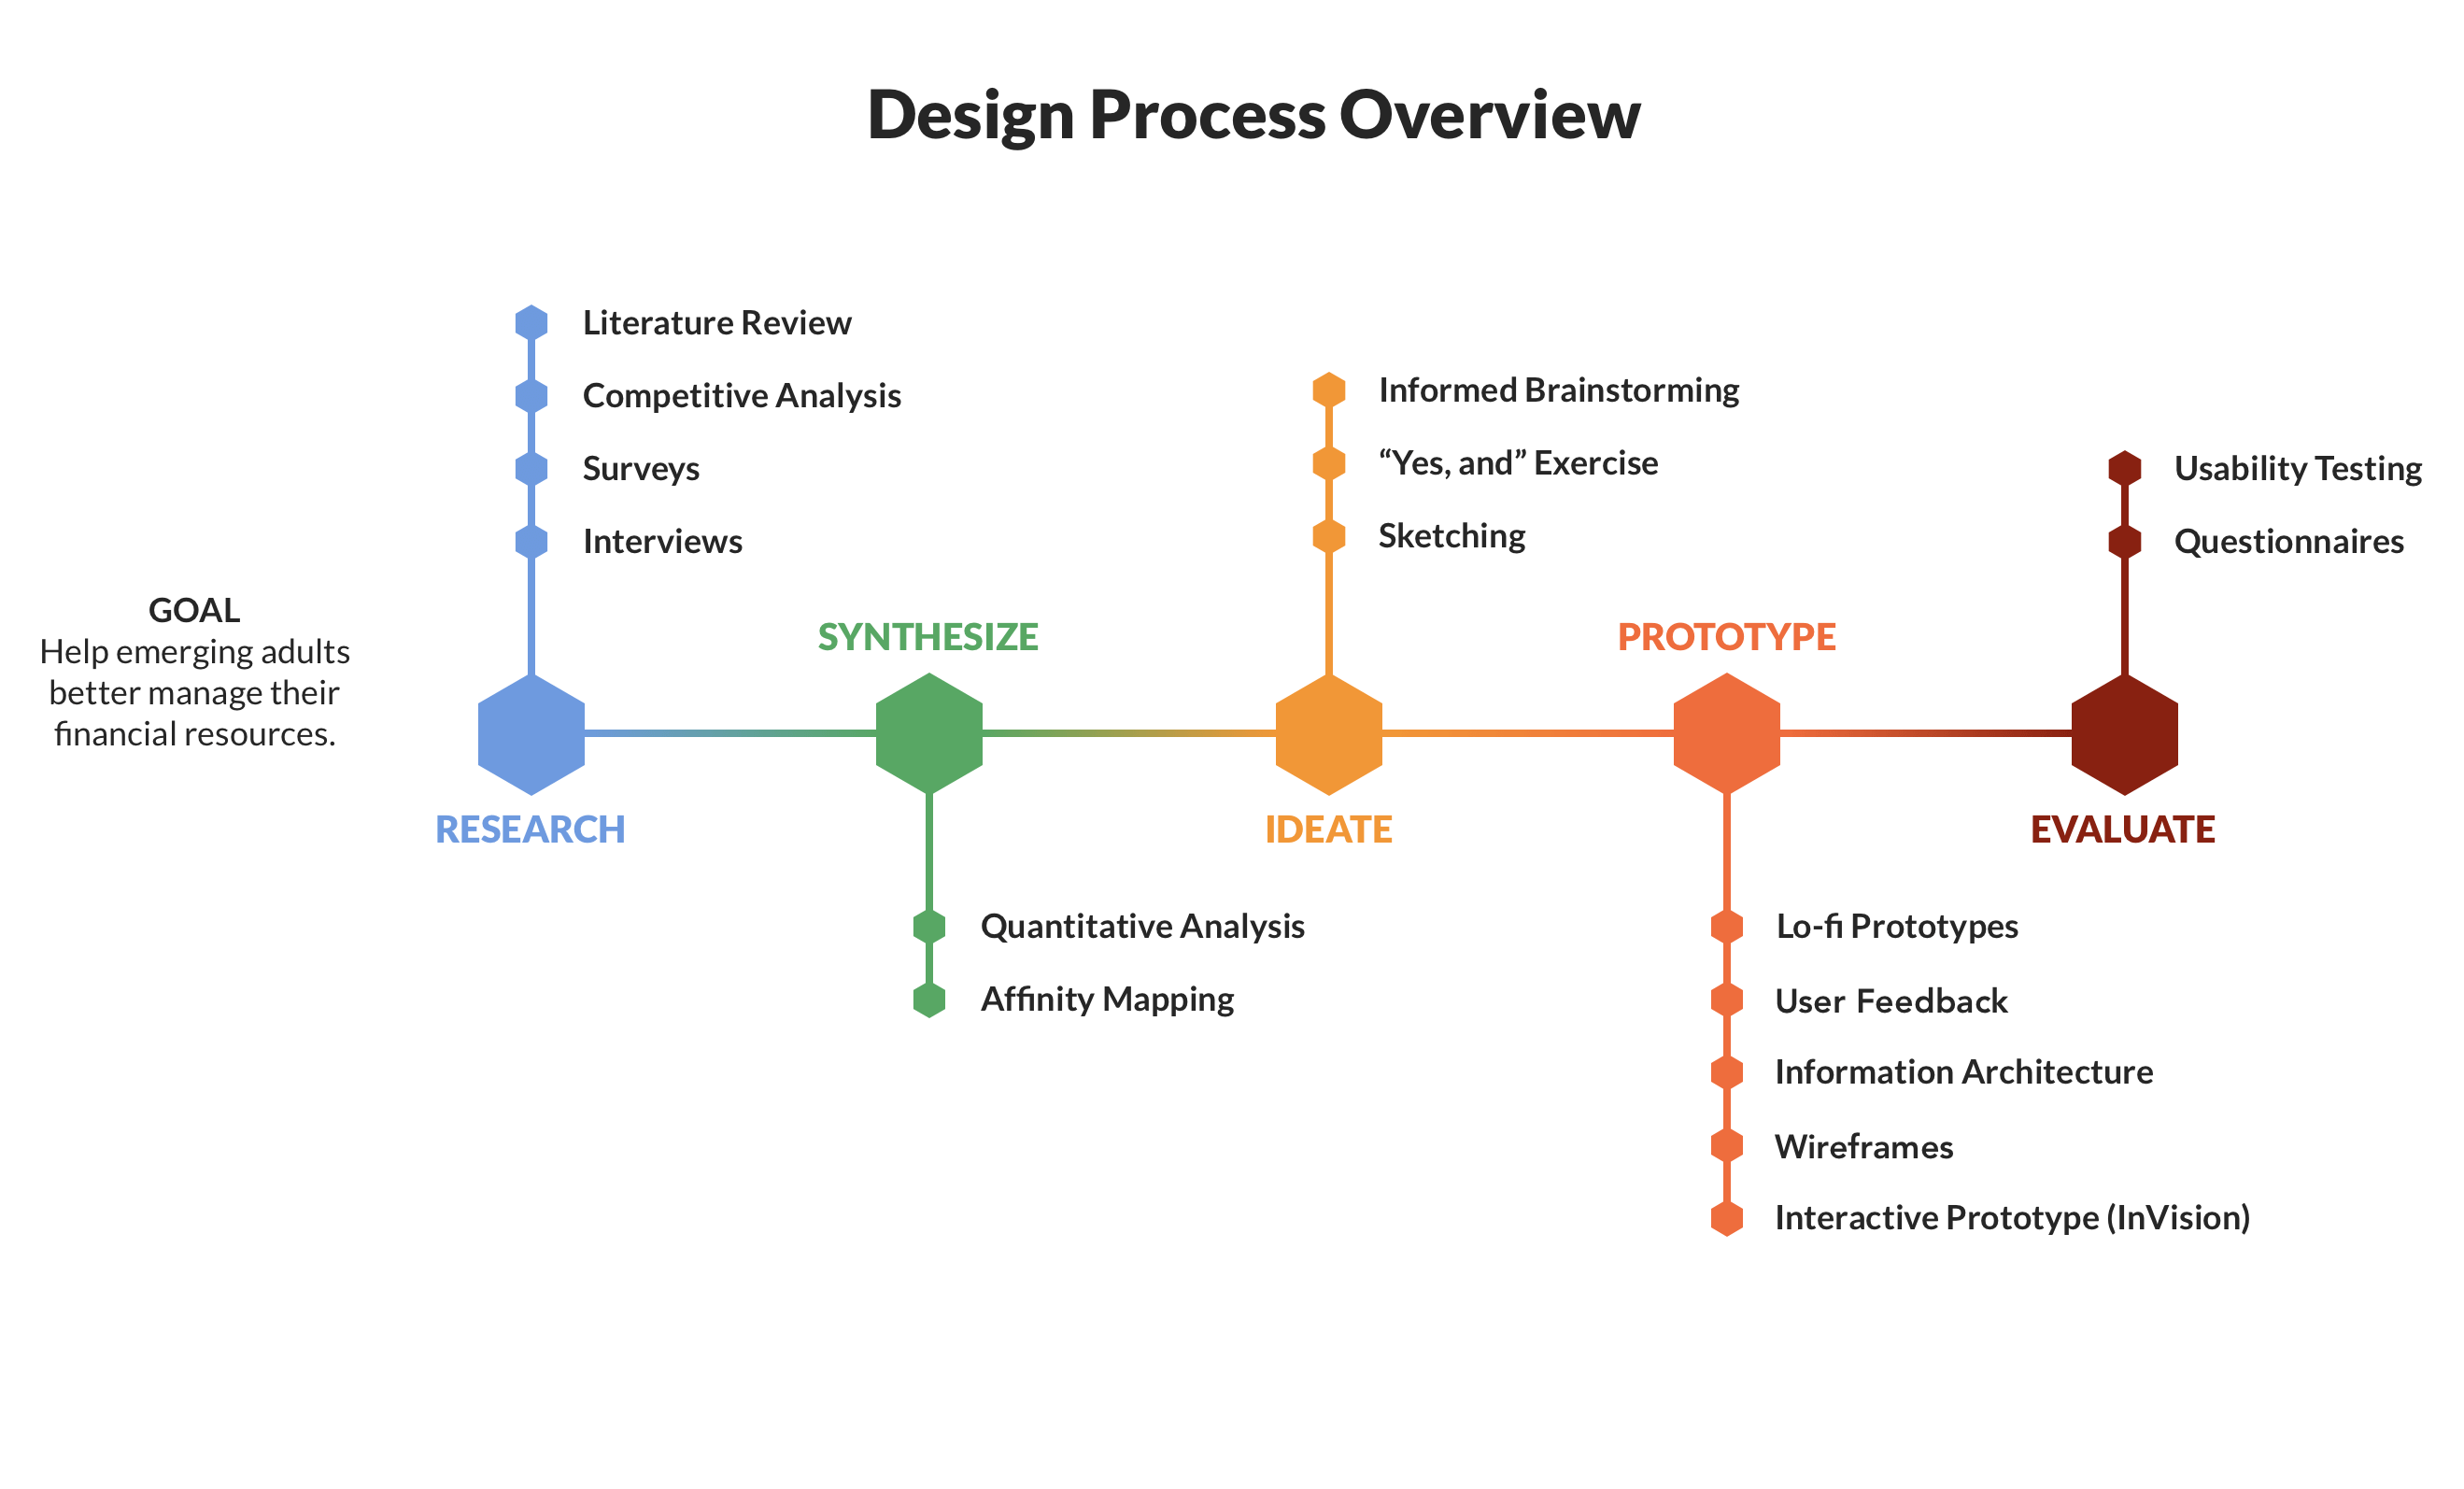 Design Process Overview
GOAL
Help emerging adults
better manage their
financial resources.
Literature Review
Competitive Analysis
Surveys
Interviews
RESEARCH
SYNTHESIZE
Quantitative Analysis
Affinity Mapping
Informed Brainstorming
“Yes, and” Exercise
Sketching
IDEATE
PROTOTYPE
Lo-fi Prototypes
User Feedback
Information Architecture
Wireframes
Interactive Prototype (InVision)
Usability Testing
Questionnaires
EVALUATE